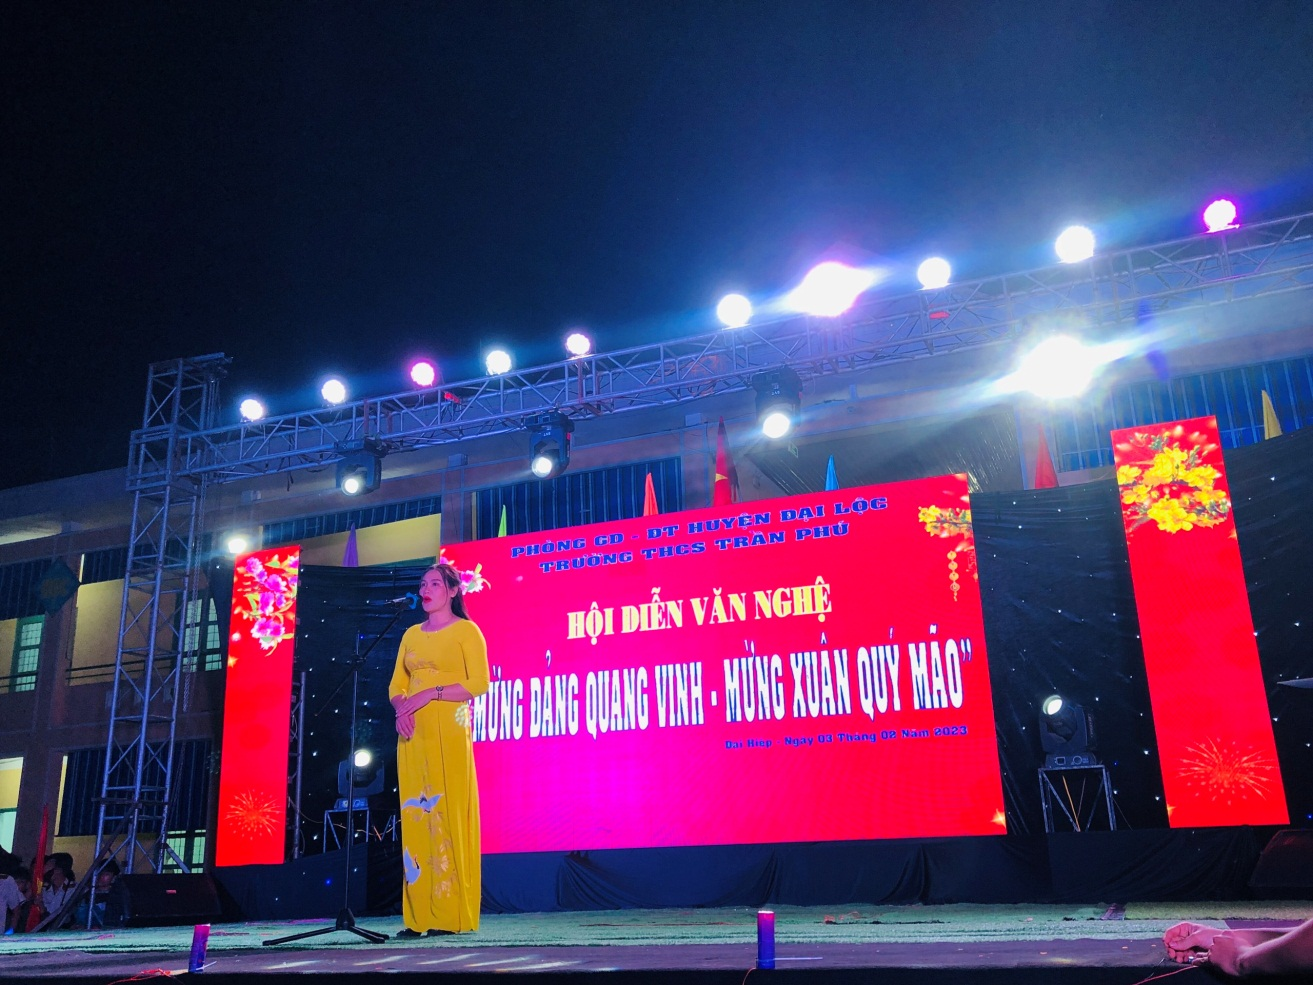 PHÒNG GD - ĐT HUYỆN ĐẠI LỘC
TRƯỜNG THCS TRẦN PHÚ
HỘI DIỄN VĂN NGHỆ
"MỪNG ĐẢNG QUANG VINH - MỪNG XUÂN QUÝ MÃO"
Đại Hiệp - Ngày 03 Tháng 02 Năm 2023